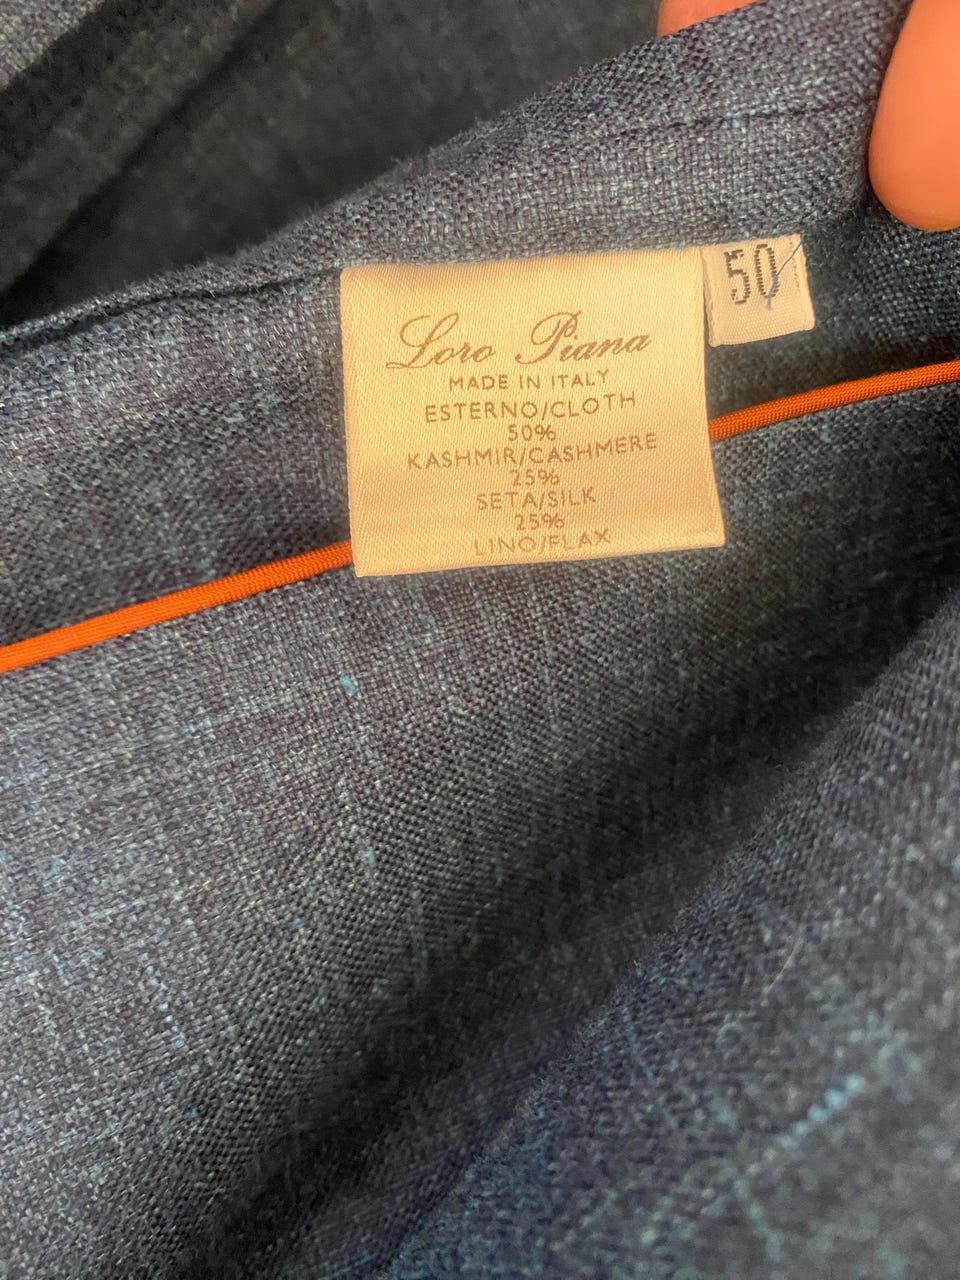 Loro Piana
MADE IN ITALY
ESTERNO/CLOTH
50%
KASHMIR/CASHMERE
25%
SETA/SILK
25%
LINO/FLAX
50